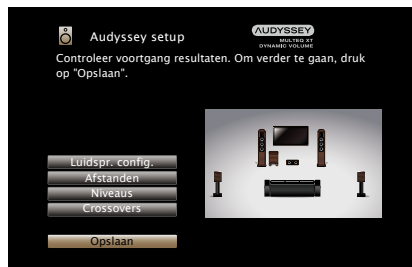 Audyssey setup
AUDYSSEY
MULTEQ XT
DYNAMIC VOLUME
Controleer voortgang resultaten. Om verder te gaan, druk
op "Opslaan".
Luidspr. config.
Afstanden
Niveaus
Crossovers
Opslaan